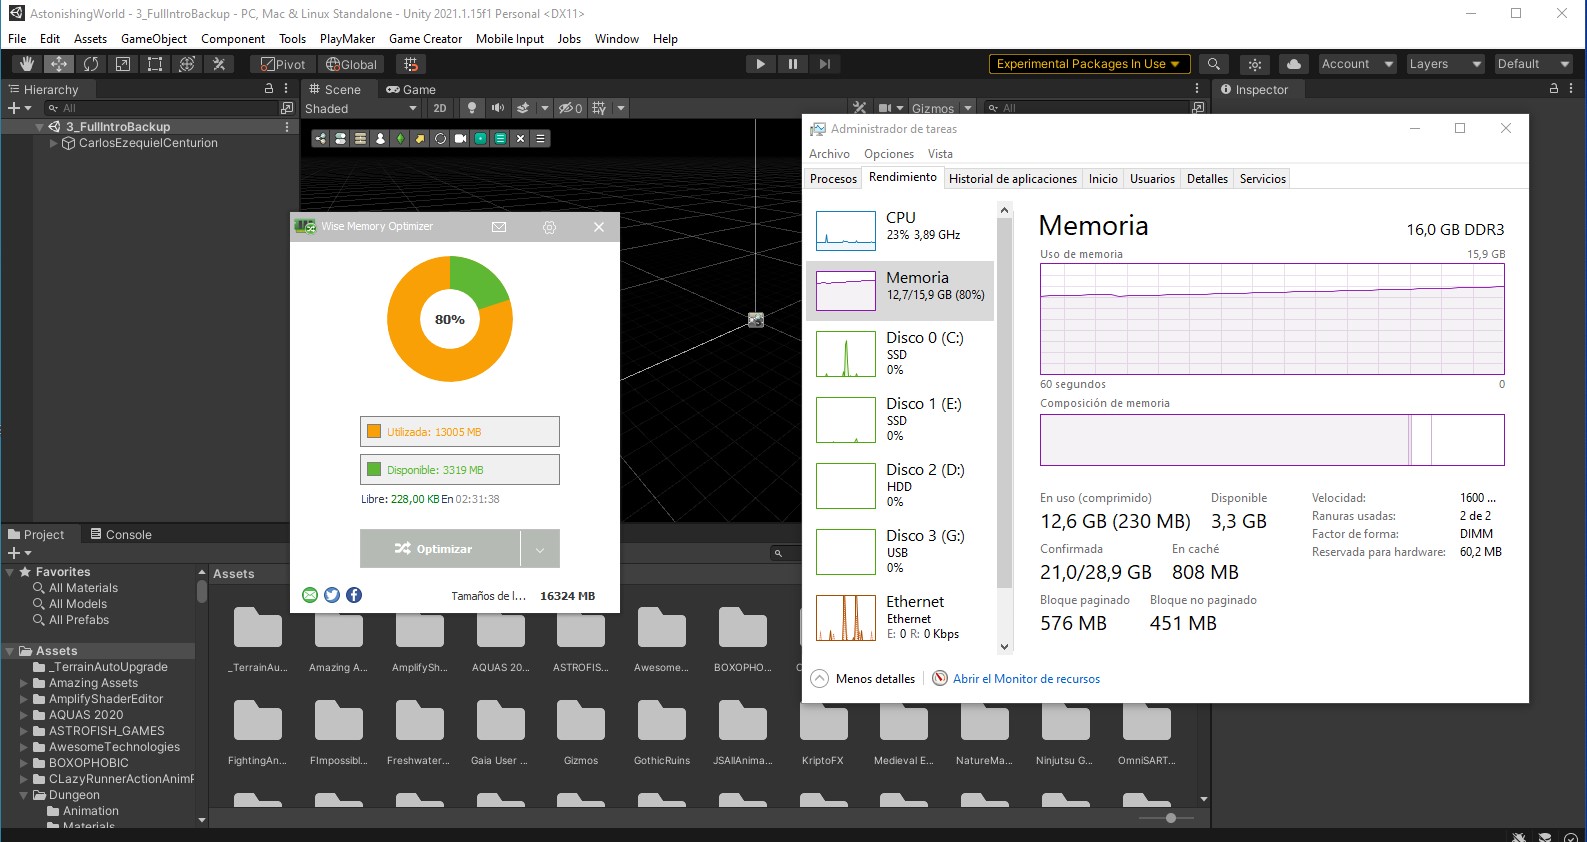 AstonishingWorld - 3_FullIntroBackup - PC, Mac & Linux Standalone - Unity 2021.1.15f1 Personal <DX11>
File Edit Assets GameObject Component Tools PlayMaker Game Creator Mobile Input Jobs Window Help
Pivot Global Experimental Packages In Use Account Layers Default
Hierarchy
All
3_FullIntroBackup
CarlosEzequielCenturion
Scene Game
Shaded 2D 0 Gizmos All
Inspector
Wise Memory Optimizer
80%
Utilizada: 13005 MB
Disponible: 3319 MB
Libre: 228,00 KB En 02:31:38
Optimizar
Tamaños de l... 16324 MB
Administrador de tareas
Archivo Opciones Vista
Procesos Rendimiento Historial de aplicaciones Inicio Usuarios Detalles Servicios
CPU
23% 3,89 GHz
Memoria
12,7/15,9 GB (80%)
Disco 0 (C:)
SSD
0%
Disco 1 (E:)
SSD
0%
Disco 2 (D:)
HDD
0%
Disco 3 (G:)
USB
0%
Ethernet
Ethernet
E: 0 R: 0 Kbps
Memoria 16,0 GB DDR3
Uso de memoria 15,9 GB
60 segundos 0
Composición de memoria
En uso (comprimido) Disponible
12,6 GB (230 MB) 3,3 GB
Confirmada En caché
21,0/28,9 GB 808 MB
Bloque paginado Bloque no paginado
576 MB 451 MB
Velocidad: 1600 ...
Ranuras usadas: 2 de 2
Factor de forma: DIMM
Reservada para hardware: 60,2 MB
Menos detalles Abrir el Monitor de recursos
Project Console
Favorites
All Materials
All Models
All Prefabs
Assets
_TerrainAutoUpgrade
Amazing Assets
AmplifyShaderEditor
AQUAS 2020
ASTROFISH_GAMES
AwesomeTechnologies
BOXOPHOBIC
CLazyRunnerActionAnimP
Dungeon
Animation
Materials
Assets
_TerrainAu... Amazing A... AmplifySh... AQUAS 20... ASTROFIS... Awesome... BOXOPHO...
FightingAn... FImpossibl... Freshwater... Gaia User ... Gizmos GothicRuins JSAllAnima... KriptoFX Medieval E... NatureMa... Ninjutsu G... OmniSART...